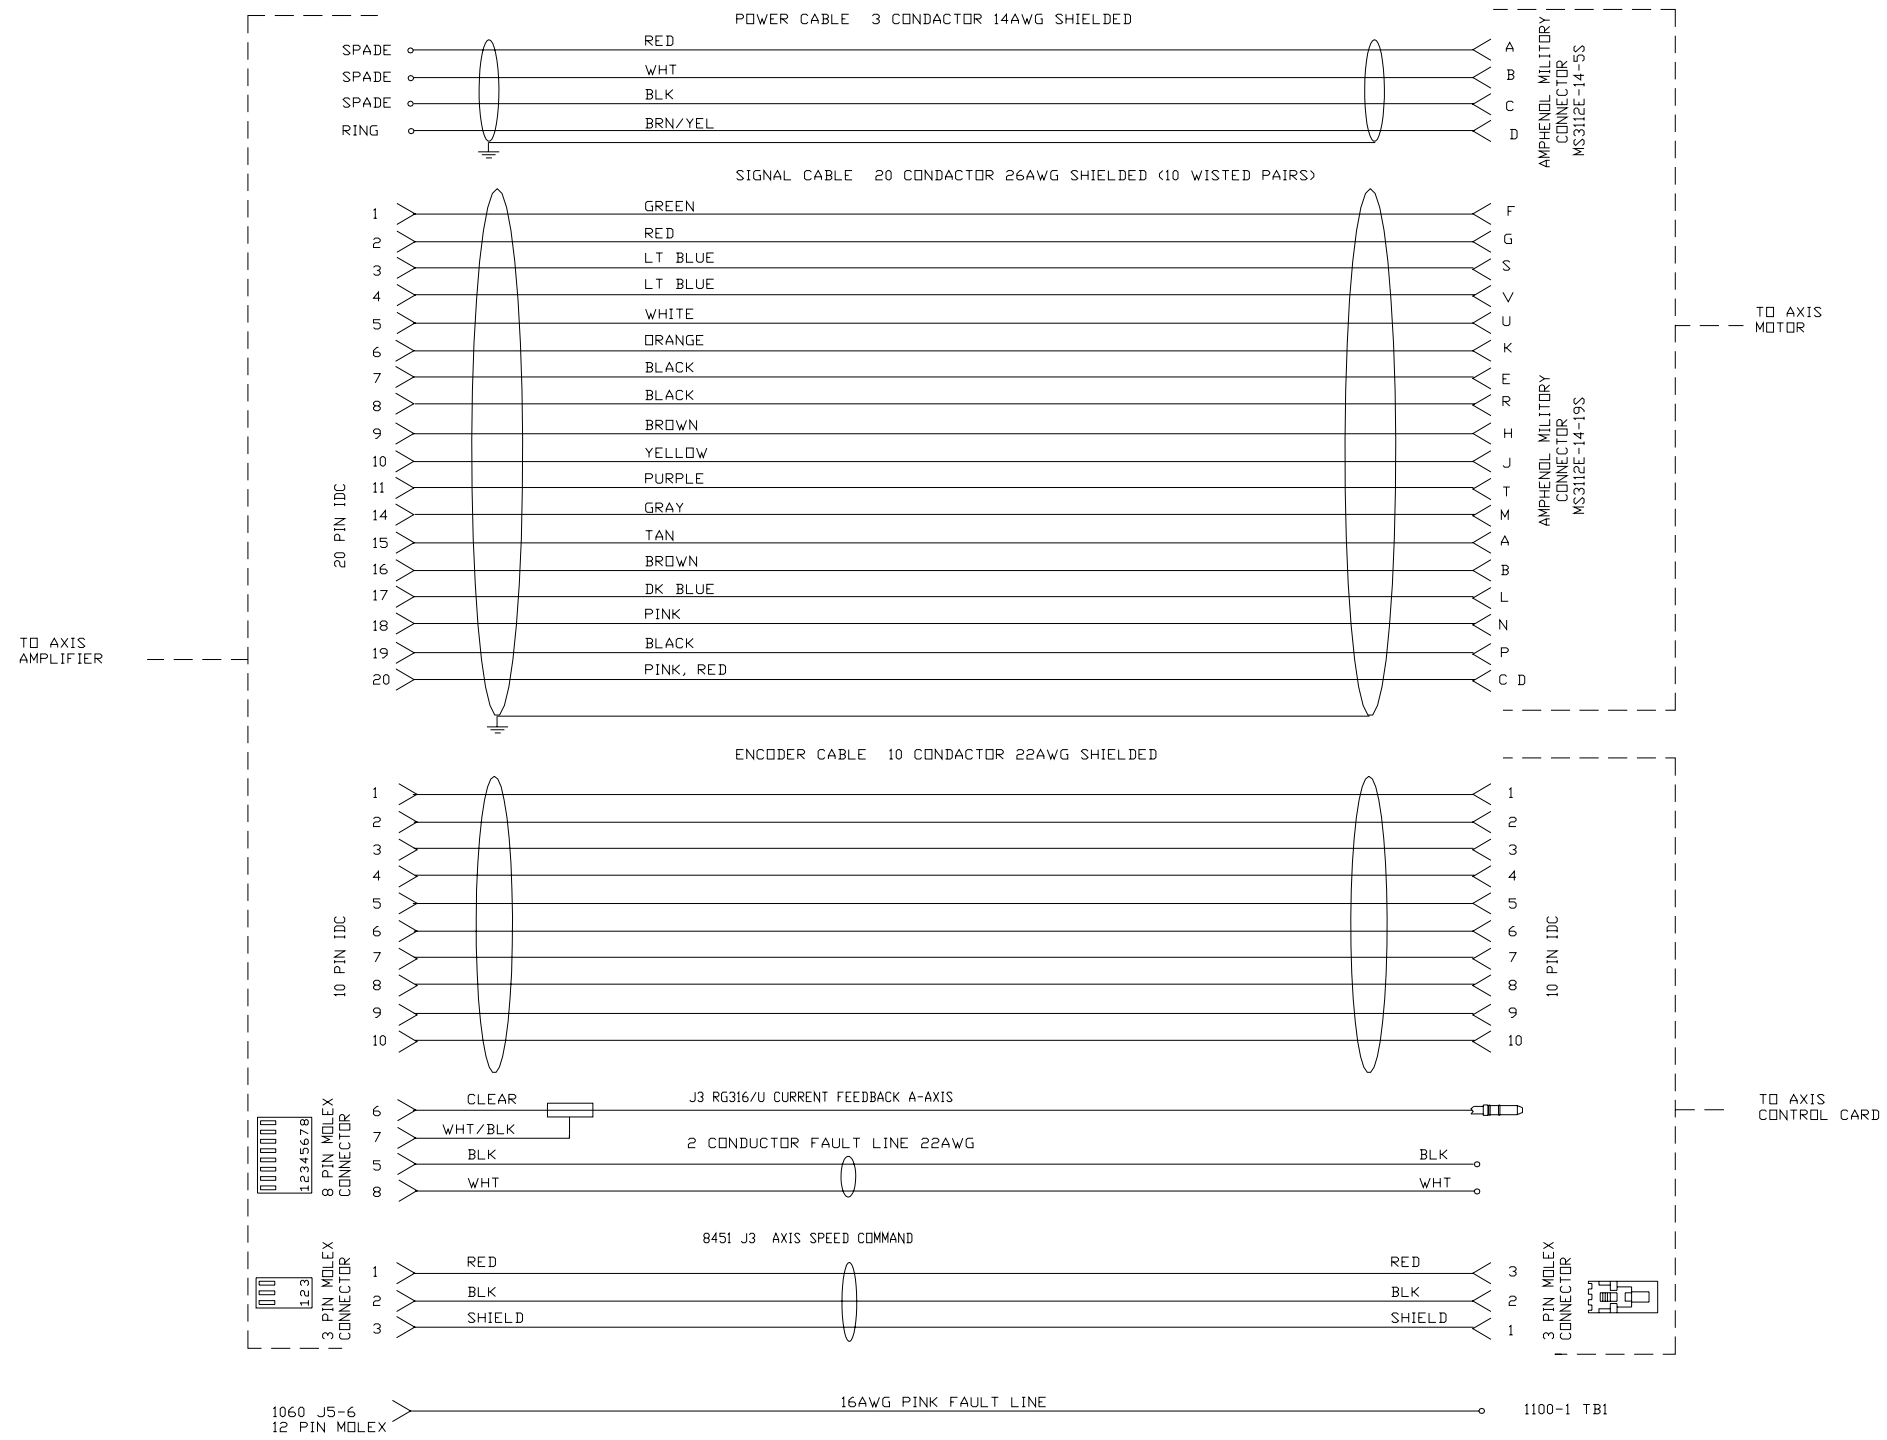 POWER CABLE 3 CONDACTOR 14AWG SHIELDED
SPADE RED A
SPADE WHT B
SPADE BLK C
RING BRN/YEL D
AMPHENOL MILITORY
CONNECTOR
MS3112E-14-5S
SIGNAL CABLE 20 CONDACTOR 26AWG SHIELDED (10 WISTED PAIRS)
1 GREEN F
2 RED G
3 LT BLUE S
4 LT BLUE V
5 WHITE U
6 ORANGE K
7 BLACK E
8 BLACK R
9 BROWN H
10 YELLOW J
11 PURPLE T
14 GRAY M
15 TAN A
16 BROWN B
17 DK BLUE L
18 PINK N
19 BLACK P
20 PINK, RED C D
20 PIN IDC
AMPHENOL MILITORY
CONNECTOR
MS3112E-14-19S
TO AXIS
MOTOR
TO AXIS
AMPLIFIER
ENCODER CABLE 10 CONDACTOR 22AWG SHIELDED
1 1
2 2
3 3
4 4
5 5
6 6
7 7
8 8
9 9
10 10
10 PIN IDC
10 PIN IDC
J3 RG316/U CURRENT FEEDBACK A-AXIS
6 CLEAR
7 WHT/BLK
2 CONDUCTOR FAULT LINE 22AWG
5 BLK BLK
8 WHT WHT
12345678
8 PIN MOLEX
CONNECTOR
TO AXIS
CONTROL CARD
8451 J3 AXIS SPEED COMMAND
1 RED RED 3
2 BLK BLK 2
3 SHIELD SHIELD 1
123
3 PIN MOLEX
CONNECTOR
3 PIN MOLEX
CONNECTOR
16AWG PINK FAULT LINE
1060 J5-6
12 PIN MOLEX
1100-1 TB1